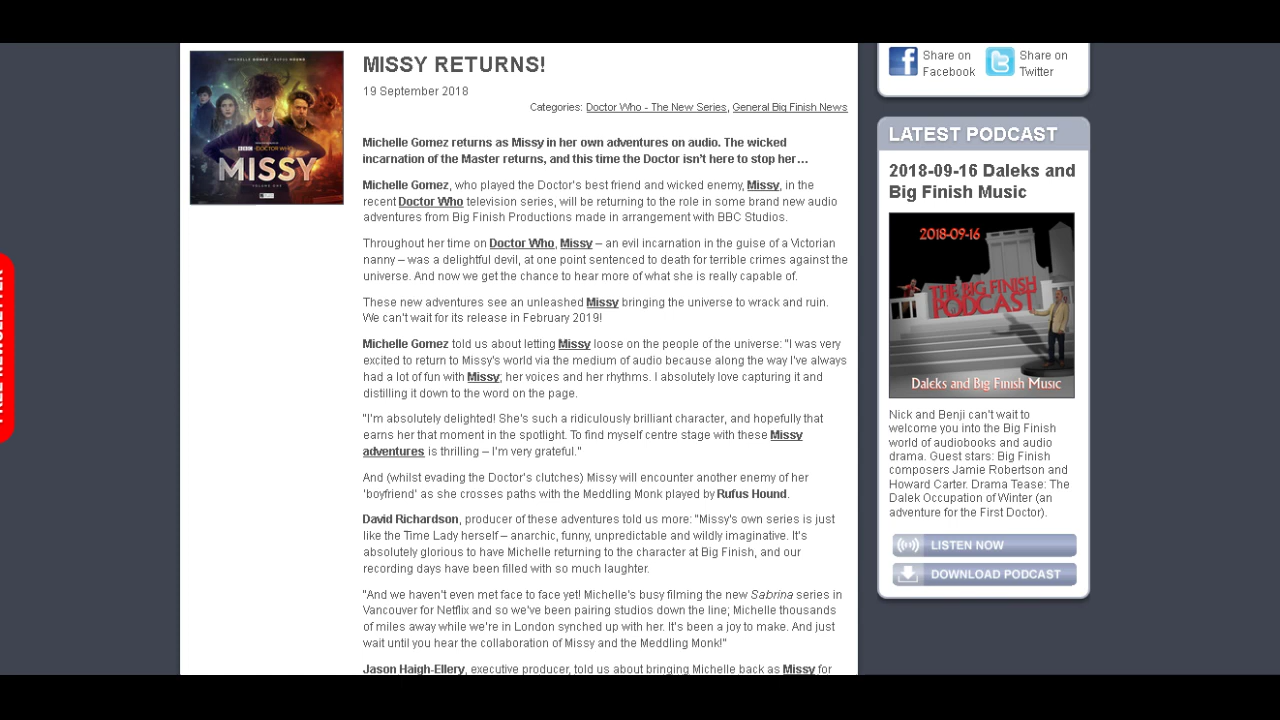 MICHELLE GOMEZ • RUFUS HOUND
BBC DOCTOR WHO
MISSY
VOLUME ONE
MISSY RETURNS!
19 September 2018
Categories: Doctor Who - The New Series, General Big Finish News
Michelle Gomez returns as Missy in her own adventures on audio. The wicked
incarnation of the Master returns, and this time the Doctor isn't here to stop her…
Michelle Gomez, who played the Doctor's best friend and wicked enemy, Missy, in the
recent Doctor Who television series, will be returning to the role in some brand new audio
adventures from Big Finish Productions made in arrangement with BBC Studios.
Throughout her time on Doctor Who, Missy – an evil incarnation in the guise of a Victorian
nanny – was a delightful devil, at one point sentenced to death for terrible crimes against the
universe. And now we get the chance to hear more of what she is really capable of.
These new adventures see an unleashed Missy bringing the universe to wrack and ruin.
We can't wait for its release in February 2019!
Michelle Gomez told us about letting Missy loose on the people of the universe: "I was very
excited to return to Missy's world via the medium of audio because along the way I've always
had a lot of fun with Missy; her voices and her rhythms. I absolutely love capturing it and
distilling it down to the word on the page.
"I'm absolutely delighted! She's such a ridiculously brilliant character, and hopefully that
earns her that moment in the spotlight. To find myself centre stage with these Missy
adventures is thrilling – I'm very grateful."
And (whilst evading the Doctor's clutches) Missy will encounter another enemy of her
'boyfriend' as she crosses paths with the Meddling Monk played by Rufus Hound.
David Richardson, producer of these adventures told us more: "Missy's own series is just
like the Time Lady herself – anarchic, funny, unpredictable and wildly imaginative. It's
absolutely glorious to have Michelle returning to the character at Big Finish, and our
recording days have been filled with so much laughter.
"And we haven't even met face to face yet! Michelle's busy filming the new Sabrina series in
Vancouver for Netflix and so we've been pairing studios down the line; Michelle thousands
of miles away while we're in London synched up with her. It's been a joy to make. And just
wait until you hear the collaboration of Missy and the Meddling Monk!"
Jason Haigh-Ellery, executive producer, told us about bringing Michelle back as Missy for
Share on
Facebook
Share on
Twitter
LATEST PODCAST
2018-09-16 Daleks and
Big Finish Music
2018-09-16
THE BIG FINISH
PODCAST
Daleks and Big Finish Music
Nick and Benji can't wait to
welcome you into the Big Finish
world of audiobooks and audio
drama. Guest stars: Big Finish
composers Jamie Robertson and
Howard Carter. Drama Tease: The
Dalek Occupation of Winter (an
adventure for the First Doctor).
LISTEN NOW
DOWNLOAD PODCAST
FREE NEWSLETTER